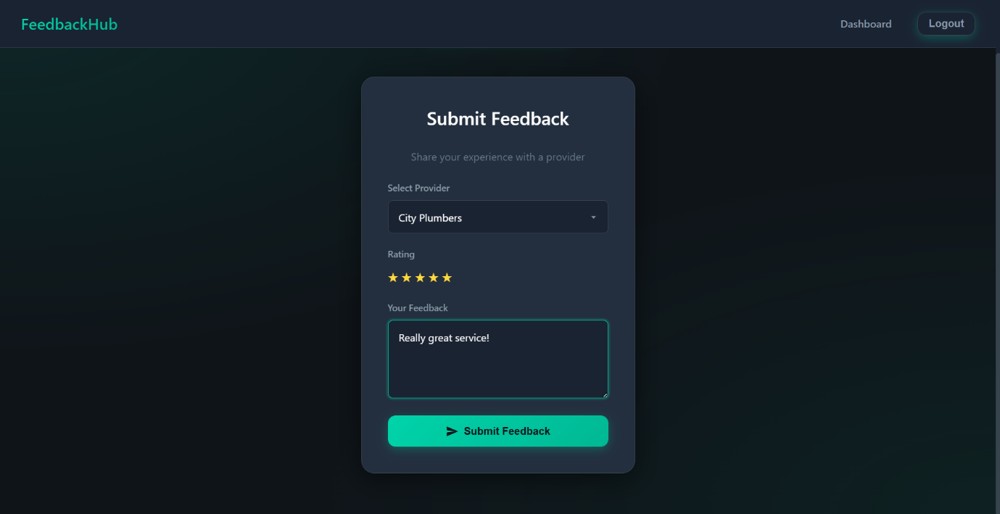 FeedbackHub
Dashboard
Logout
Submit Feedback
Share your experience with a provider
Select Provider
City Plumbers
Rating
Your Feedback
Really great service!
Submit Feedback